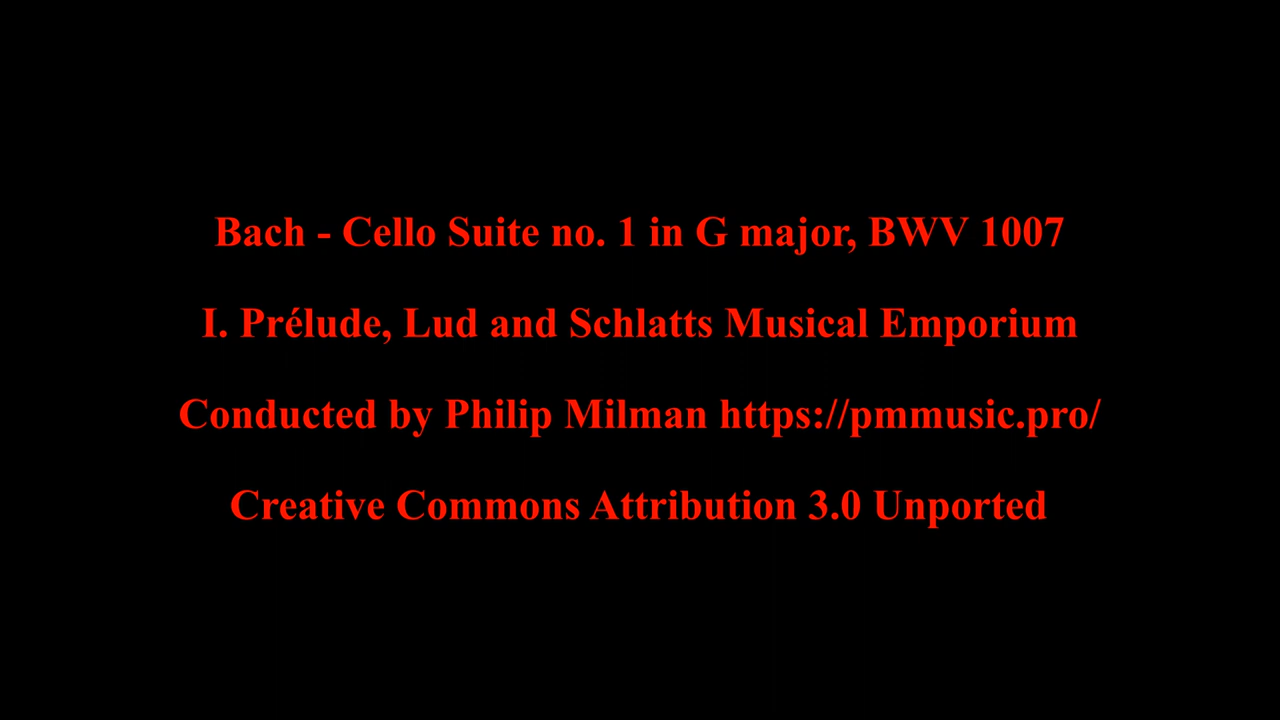 Bach - Cello Suite no. 1 in G major, BWV 1007
I. Prélude, Lud and Schlatts Musical Emporium
Conducted by Philip Milman https://pmmusic.pro/
Creative Commons Attribution 3.0 Unported